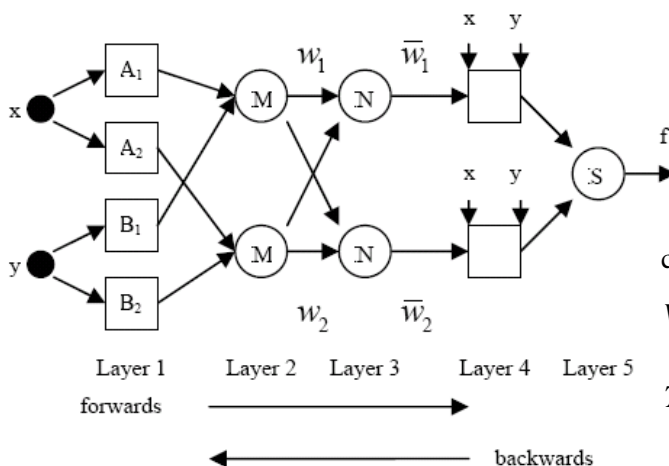 x y
w₁ w̄₁
A₁
M N
x
f
A₂
S
x y
B₁
y
M N
B₂
w₂ w̄₂
Layer 1 Layer 2 Layer 3 Layer 4 Layer 5
forwards
backwards